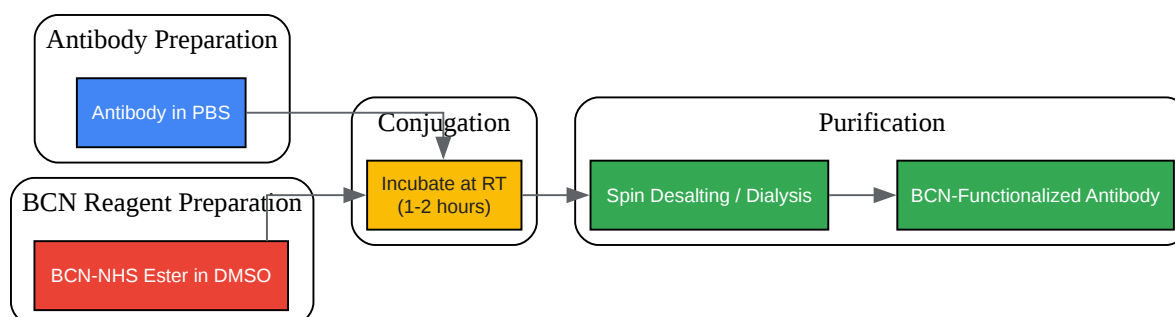 Antibody Preparation
Antibody in PBS
BCN Reagent Preparation
BCN-NHS Ester in DMSO
Conjugation
Incubate at RT
(1-2 hours)
Purification
Spin Desalting / Dialysis
BCN-Functionalized Antibody